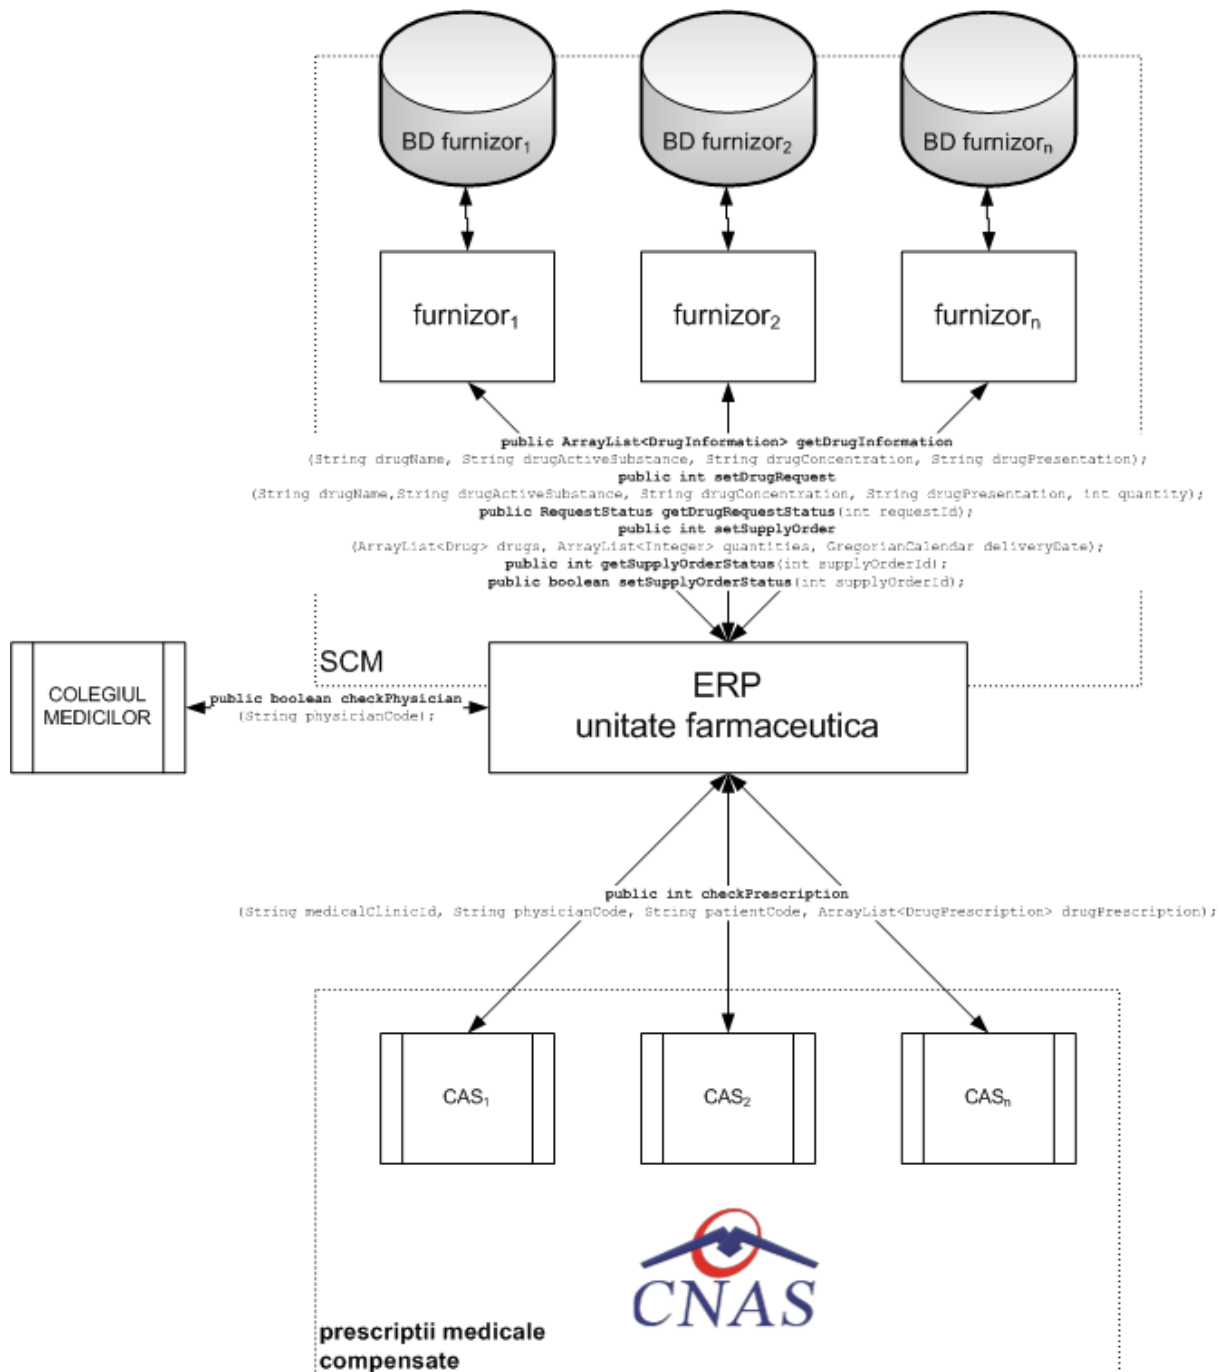 BD furnizor1
BD furnizor2
BD furnizorn
furnizor1
furnizor2
furnizorn
public ArrayList<DrugInformation> getDrugInformation
(String drugName, String drugActiveSubstance, String drugConcentration, String drugPresentation);
public int setDrugRequest
(String drugName,String drugActiveSubstance, String drugConcentration, String drugPresentation, int quantity);
public RequestStatus getDrugRequestStatus(int requestId);
public int setSupplyOrder
(ArrayList<Drug> drugs, ArrayList<Integer> quantities, GregorianCalendar deliveryDate);
public int getSupplyOrderStatus(int supplyOrderId);
public boolean setSupplyOrderStatus(int supplyOrderId);
SCM
COLEGIUL
MEDICILOR
public boolean checkPhysician
(String physicianCode);
ERP
unitate farmaceutica
public int checkPrescription
(String medicalClinicId, String physicianCode, String patientCode, ArrayList<DrugPrescription> drugPrescription);
CAS1
CAS2
CASn
CNAS
prescriptii medicale
compensate